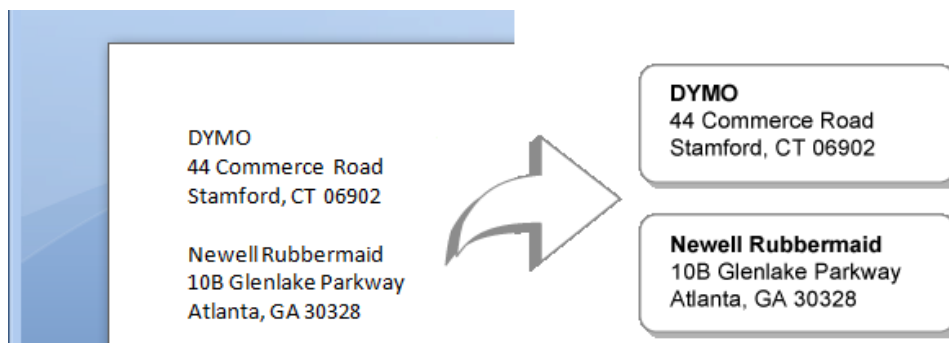 DYMO
44 Commerce Road
Stamford, CT 06902
Newell Rubbermaid
10B Glenlake Parkway
Atlanta, GA 30328
DYMO
44 Commerce Road
Stamford, CT 06902
Newell Rubbermaid
10B Glenlake Parkway
Atlanta, GA 30328